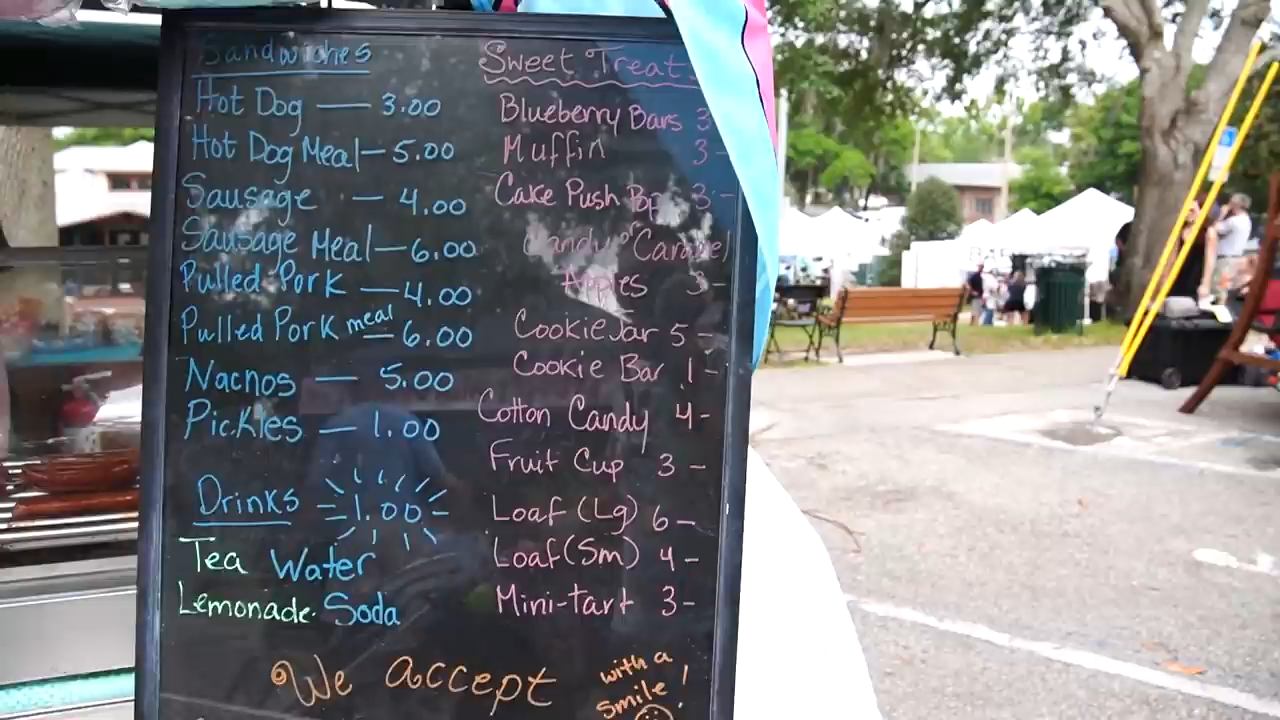 Sandwiches
Hot Dog — 3.00
Hot Dog Meal — 5.00
Sausage — 4.00
Sausage Meal — 6.00
Pulled Pork — 4.00
Pulled Pork meal — 6.00
Nachos — 5.00
Pickles — 1.00
Drinks 1.00
Tea Water
Lemonade Soda
Sweet Treats
Blueberry Bars 3
Muffin 3-
Cake Push Pop 3-
Candy or Caramel
Apples 3-
Cookie Jar 5-
Cookie Bar 1-
Cotton Candy 4-
Fruit Cup 3-
Loaf (Lg) 6-
Loaf (Sm) 4-
Mini-tart 3-
We accept
with a
smile!